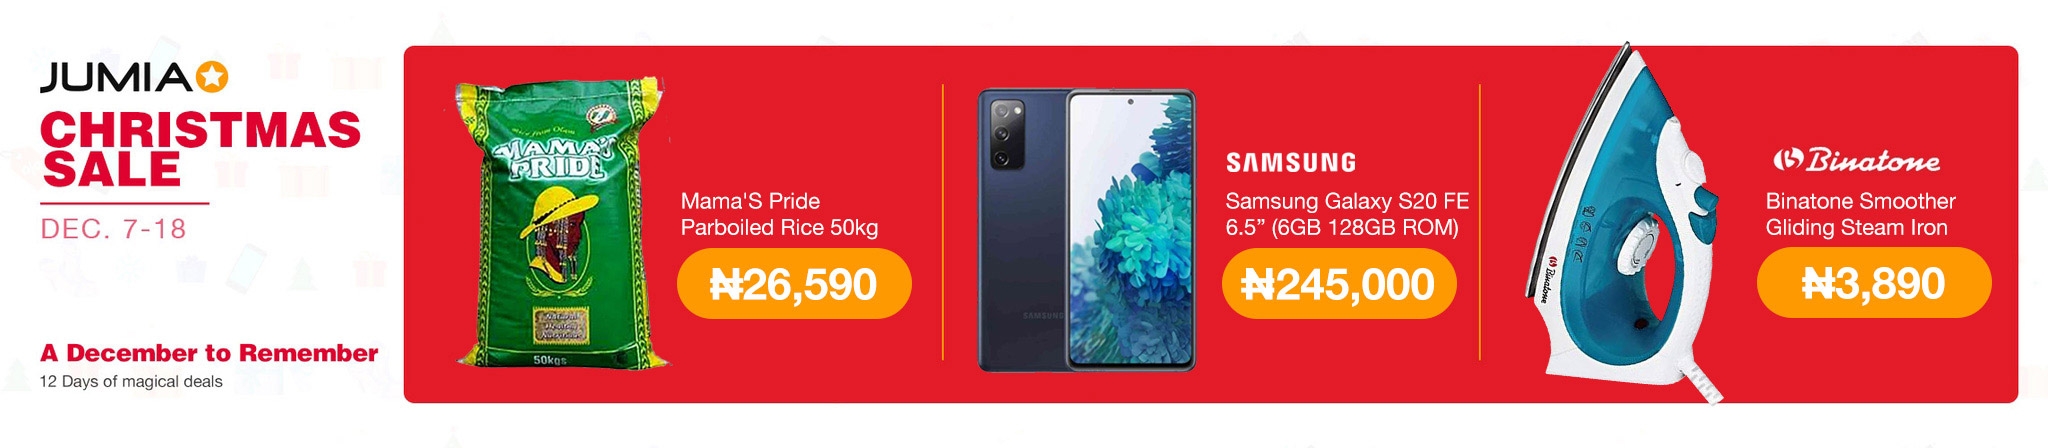 JUMIA
CHRISTMAS
SALE
DEC. 7-18
A December to Remember
12 Days of magical deals
MAMA'S
PRIDE
50kgs
Mama'S Pride
Parboiled Rice 50kg
₦26,590
SAMSUNG
SAMSUNG
Samsung Galaxy S20 FE
6.5” (6GB 128GB ROM)
₦245,000
Binatone
Binatone
Binatone Smoother
Gliding Steam Iron
₦3,890